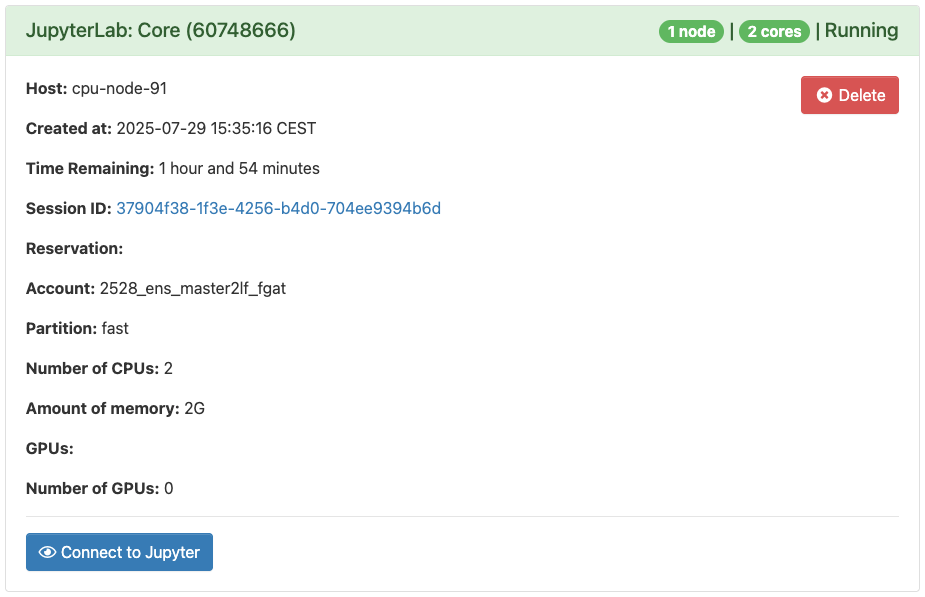 JupyterLab: Core (60748666) 1 node | 2 cores | Running
Host: cpu-node-91
Delete
Created at: 2025-07-29 15:35:16 CEST
Time Remaining: 1 hour and 54 minutes
Session ID: 37904f38-1f3e-4256-b4d0-704ee9394b6d
Reservation:
Account: 2528_ens_master2lf_fgat
Partition: fast
Number of CPUs: 2
Amount of memory: 2G
GPUs:
Number of GPUs: 0
Connect to Jupyter